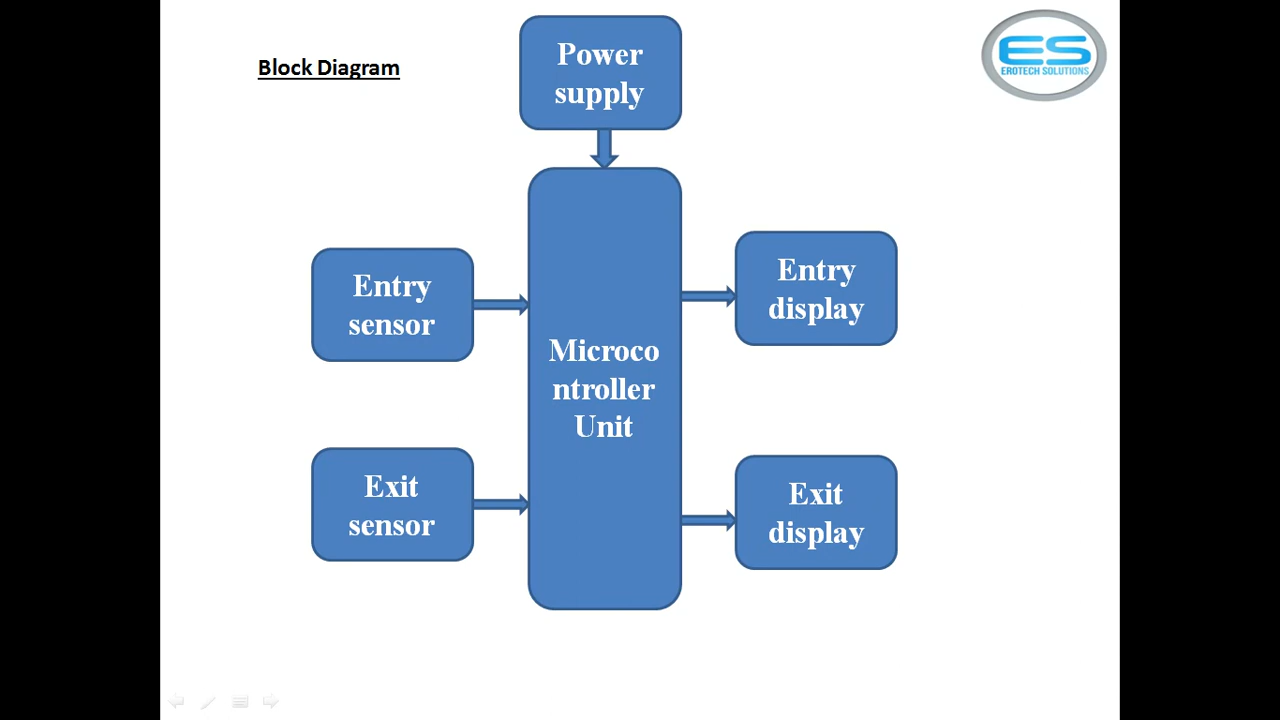 Block Diagram
Power
supply
ES
EROTECH SOLUTIONS
Entry
sensor
Microco
ntroller
Unit
Entry
display
Exit
sensor
Exit
display